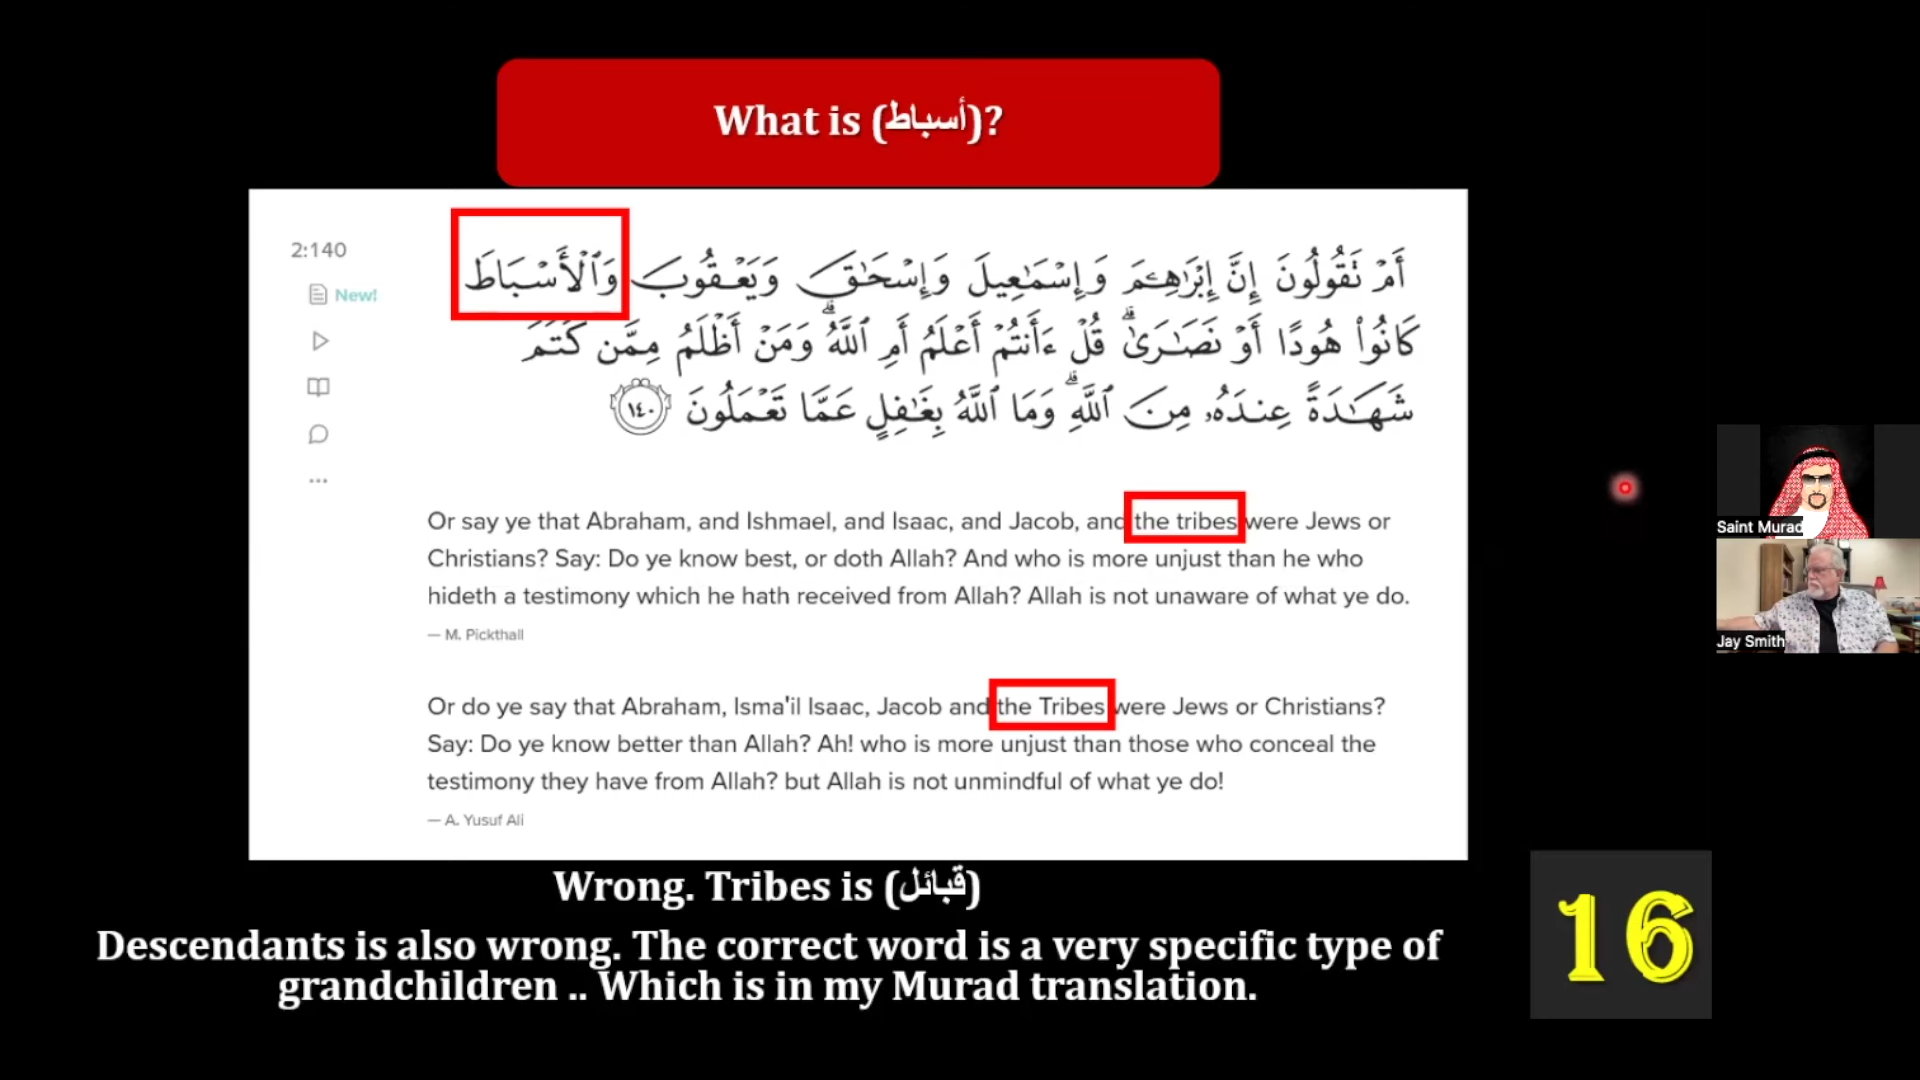 What is (أسباط)?
2:140
New!
أَمْ تَقُولُونَ إِنَّ إِبْرَٰهِـۧمَ وَإِسْمَٰعِيلَ وَإِسْحَٰقَ وَيَعْقُوبَ وَٱلْأَسْبَاطَ
كَانُوا۟ هُودًا أَوْ نَصَٰرَىٰ ۗ قُلْ ءَأَنتُمْ أَعْلَمُ أَمِ ٱللَّهُ ۗ وَمَنْ أَظْلَمُ مِمَّن كَتَمَ
شَهَٰدَةً عِندَهُۥ مِنَ ٱللَّهِ ۗ وَمَا ٱللَّهُ بِغَٰفِلٍ عَمَّا تَعْمَلُونَ ١٤٠
Or say ye that Abraham, and Ishmael, and Isaac, and Jacob, and the tribes were Jews or
Christians? Say: Do ye know best, or doth Allah? And who is more unjust than he who
hideth a testimony which he hath received from Allah? Allah is not unaware of what ye do.
— M. Pickthall
Or do ye say that Abraham, Isma'il Isaac, Jacob and the Tribes were Jews or Christians?
Say: Do ye know better than Allah? Ah! who is more unjust than those who conceal the
testimony they have from Allah? but Allah is not unmindful of what ye do!
— A. Yusuf Ali
Wrong. Tribes is (قبائل)
Descendants is also wrong. The correct word is a very specific type of
grandchildren .. Which is in my Murad translation.
16
Saint Murad
Jay Smith